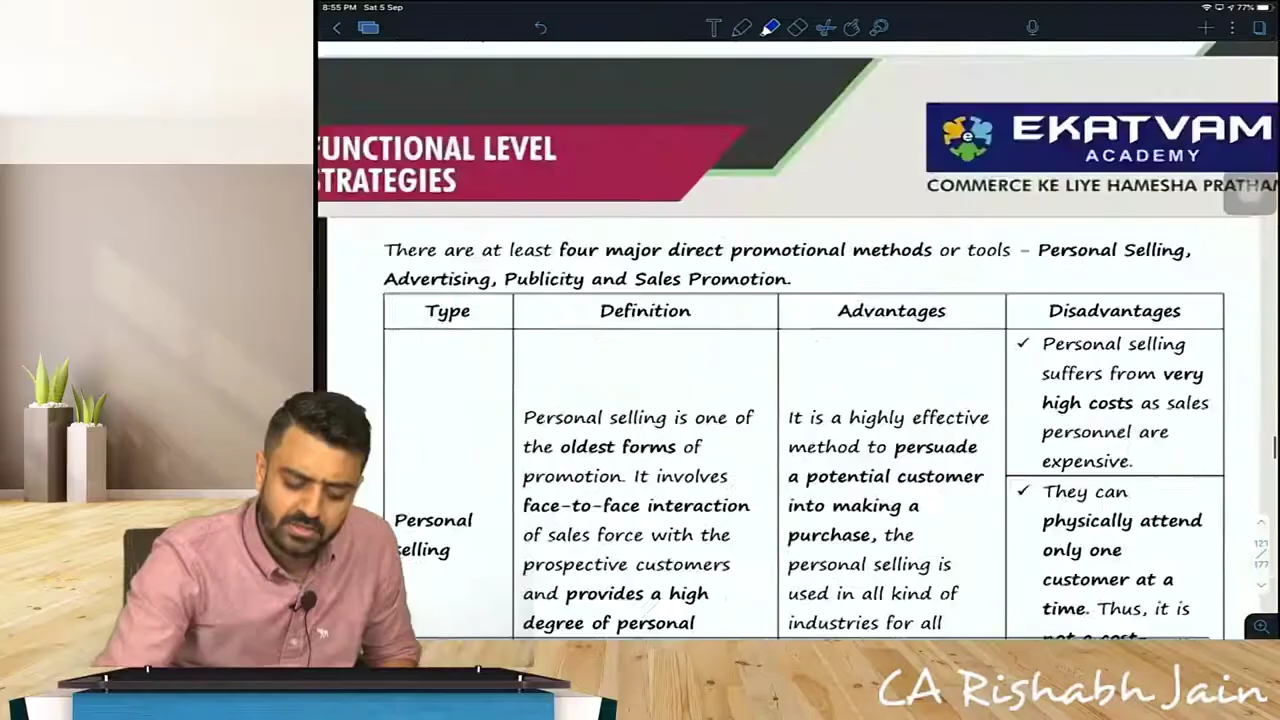 8:55 PM Sat 5 Sep
77%
FUNCTIONAL LEVEL
STRATEGIES
EKATVAM
ACADEMY
COMMERCE KE LIYE HAMESHA
There are at least four major direct promotional methods or tools – Personal Selling,
Advertising, Publicity and Sales Promotion.
Type
Definition
Advantages
Disadvantages
Personal
selling
Personal selling is one of
the oldest forms of
promotion. It involves
face-to-face interaction
of sales force with the
prospective customers
and provides a high
degree of personal
It is a highly effective
method to persuade
a potential customer
into making a
purchase, the
personal selling is
used in all kind of
industries for all
✓ Personal selling
suffers from very
high costs as sales
personnel are
expensive.
✓ They can
physically attend
only one
customer at a
time. Thus, it is
not a cost-
121
177
CA Rishabh Jain